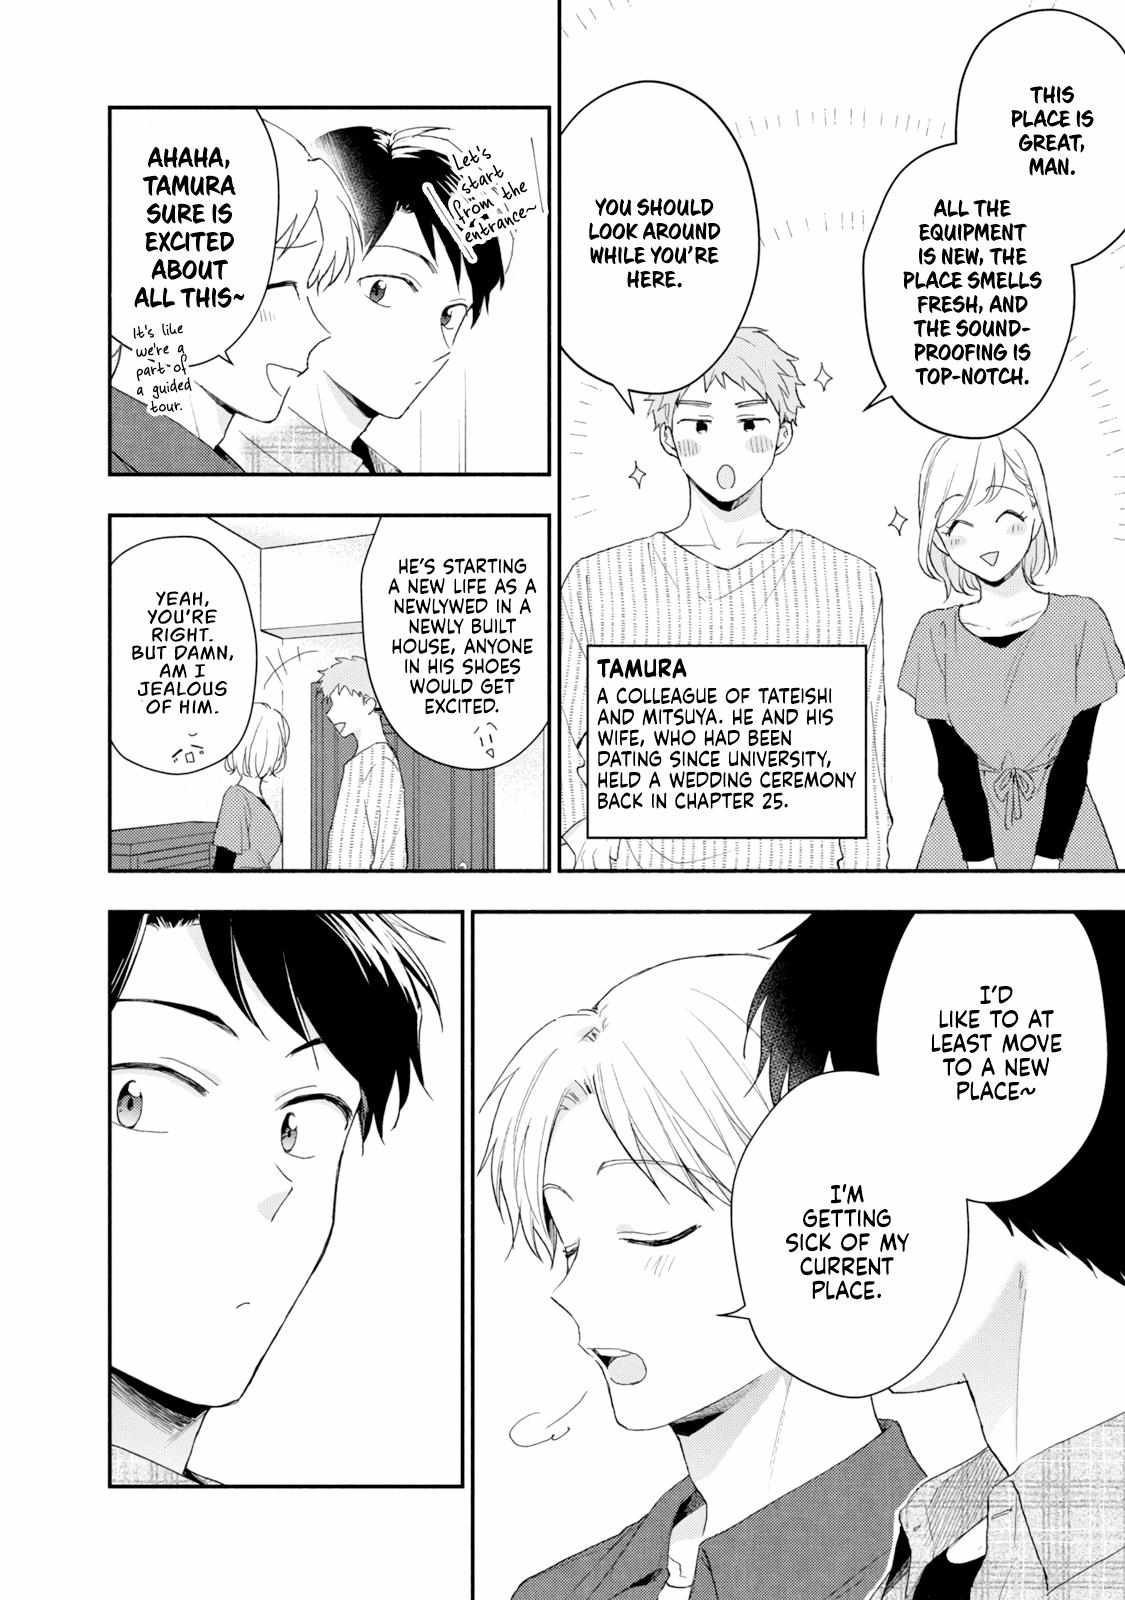 THIS
PLACE IS
GREAT,
MAN.
ALL THE
EQUIPMENT
IS NEW, THE
PLACE SMELLS
FRESH, AND
THE SOUND-
PROOFING IS
TOP-NOTCH.
YOU SHOULD
LOOK AROUND
WHILE YOU'RE
HERE.
TAMURA
A COLLEAGUE OF TATEISHI
AND MITSUYA. HE AND HIS
WIFE, WHO HAD BEEN
DATING SINCE UNIVERSITY,
HELD A WEDDING CEREMONY
BACK IN CHAPTER 25.
Let's
start
from the
entrance~
AHAHA,
TAMURA
SURE IS
EXCITED
ABOUT
ALL THIS~
It's like
we're a
part of
a guided
tour.
HE'S STARTING
A NEW LIFE AS A
NEWLYWED IN A
NEWLY BUILT
HOUSE, ANYONE
IN HIS SHOES
WOULD GET
EXCITED.
YEAH,
YOU'RE
RIGHT.
BUT DAMN,
AM I
JEALOUS
OF HIM.
I'D
LIKE TO AT
LEAST MOVE
TO A NEW
PLACE~
I'M
GETTING
SICK OF MY
CURRENT
PLACE.